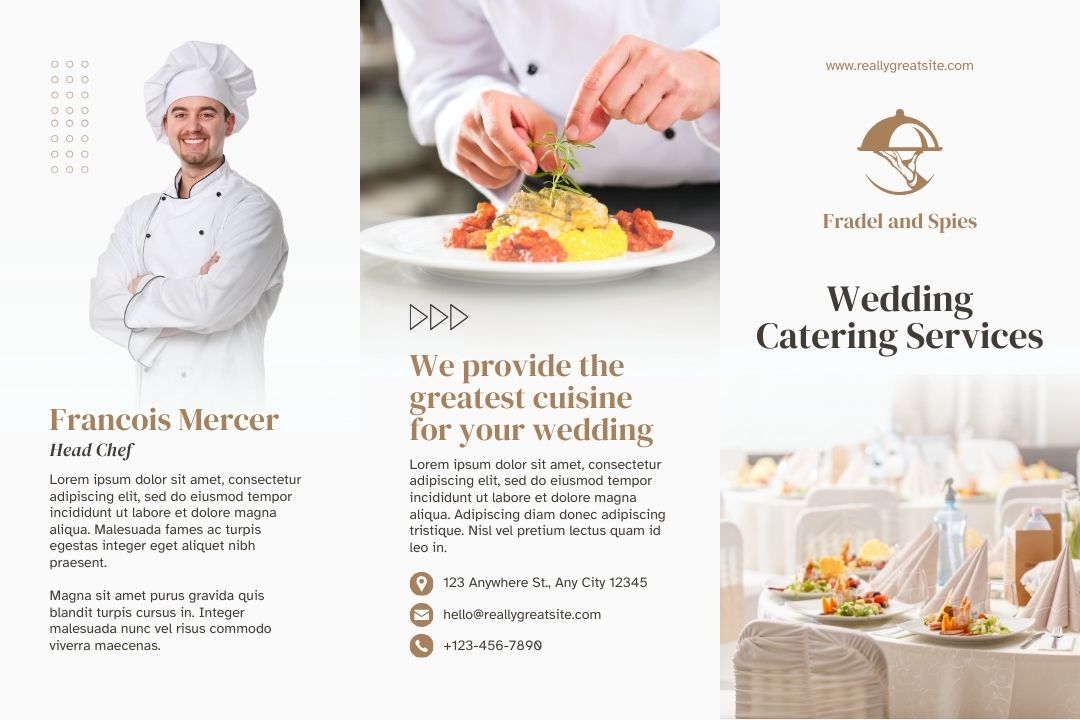 Francois Mercer
Head Chef
Lorem ipsum dolor sit amet, consectetur
adipiscing elit, sed do eiusmod tempor
incididunt ut labore et dolore magna
aliqua. Malesuada fames ac turpis
egestas integer eget aliquet nibh
praesent.
Magna sit amet purus gravida quis
blandit turpis cursus in. Integer
malesuada nunc vel risus commodo
viverra maecenas.
We provide the
greatest cuisine
for your wedding
Lorem ipsum dolor sit amet, consectetur
adipiscing elit, sed do eiusmod tempor
incididunt ut labore et dolore magna
aliqua. Adipiscing diam donec adipiscing
tristique. Nisl vel pretium lectus quam id
leo in.
123 Anywhere St., Any City 12345
hello@reallygreatsite.com
+123-456-7890
www.reallygreatsite.com
Fradel and Spies
Wedding
Catering Services